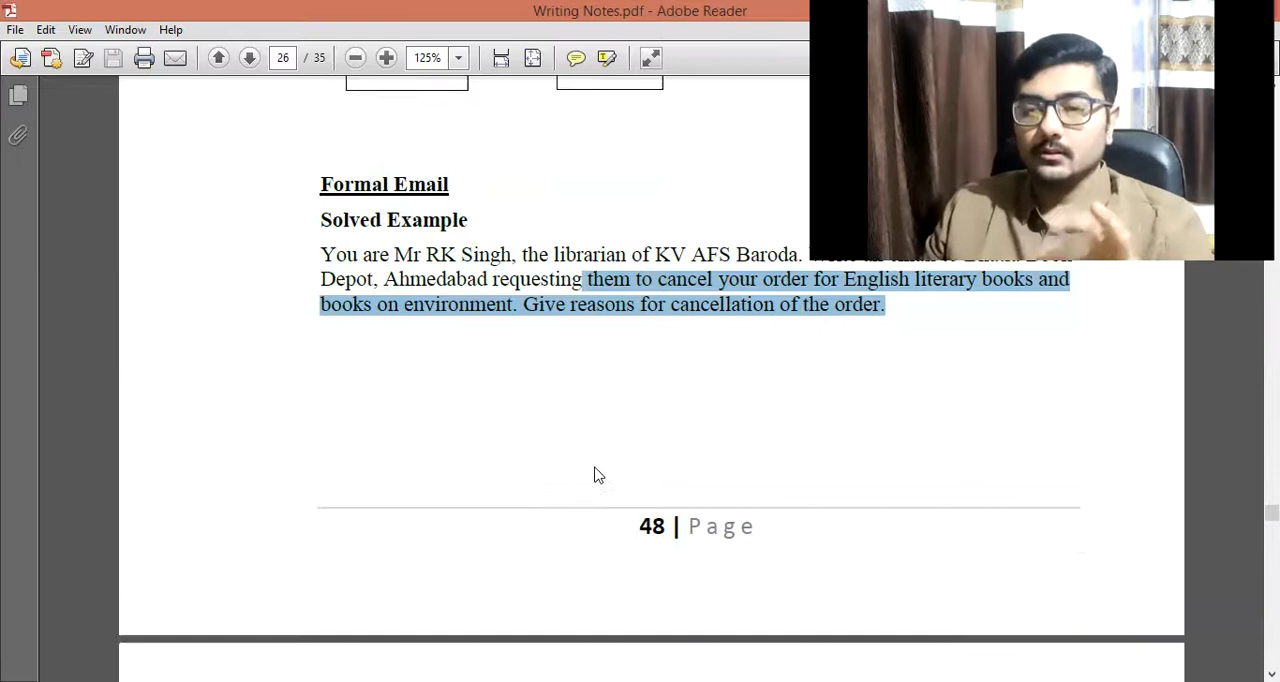 Writing Notes.pdf - Adobe Reader
File Edit View Window Help
26 / 35 125%
Formal Email
Solved Example
You are Mr RK Singh, the librarian of KV AFS Baroda.
Depot, Ahmedabad requesting them to cancel your order for English literary books and
books on environment. Give reasons for cancellation of the order.
48 | Page